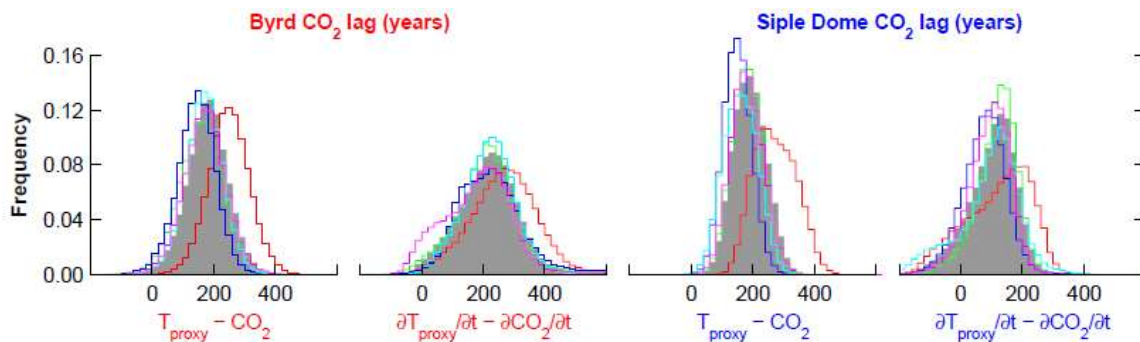 Byrd CO2 lag (years)
Siple Dome CO2 lag (years)
Frequency
0.16
0.12
0.08
0.04
0.00
0 200 400
0 200 400
0 200 400
0 200 400
Tproxy – CO2
∂Tproxy/∂t – ∂CO2/∂t
Tproxy – CO2
∂Tproxy/∂t – ∂CO2/∂t